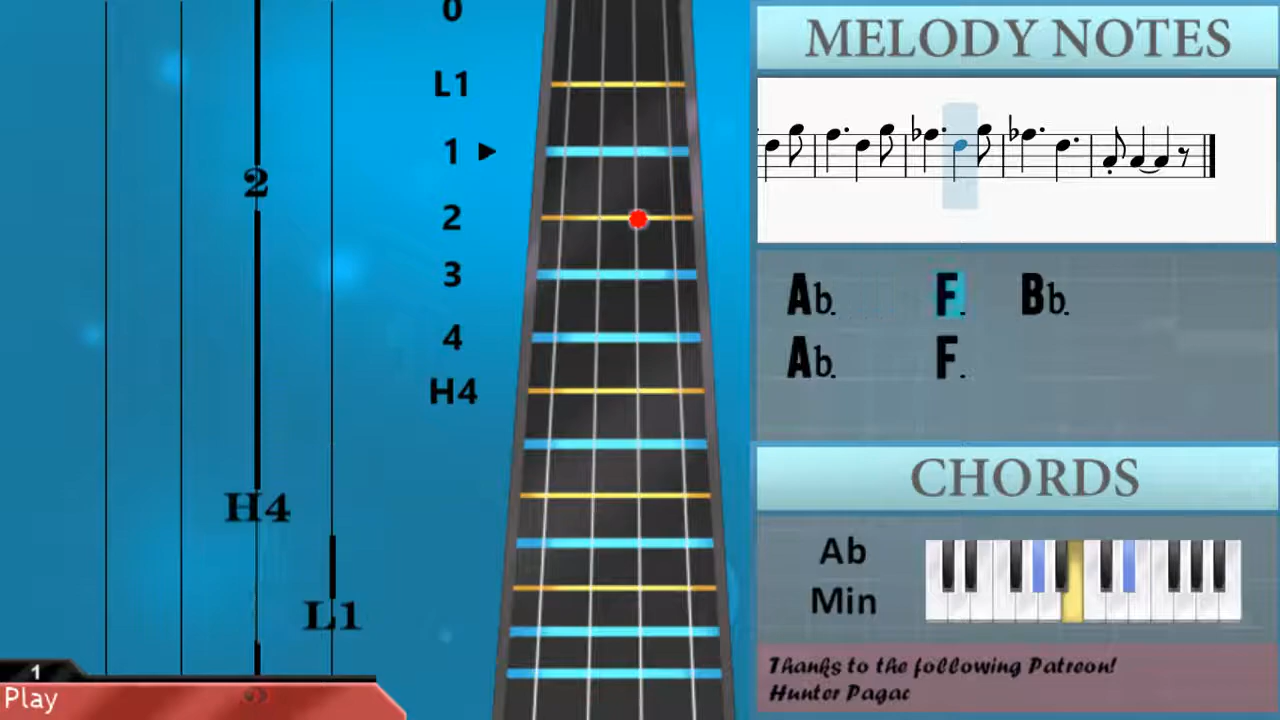 0
L1
1
2
3
4
H4
2
H4
L1
1
Play
MELODY NOTES
Ab. F. Bb.
Ab. F.
CHORDS
Ab
Min
Thanks to the following Patreon!
Hunter Pagac